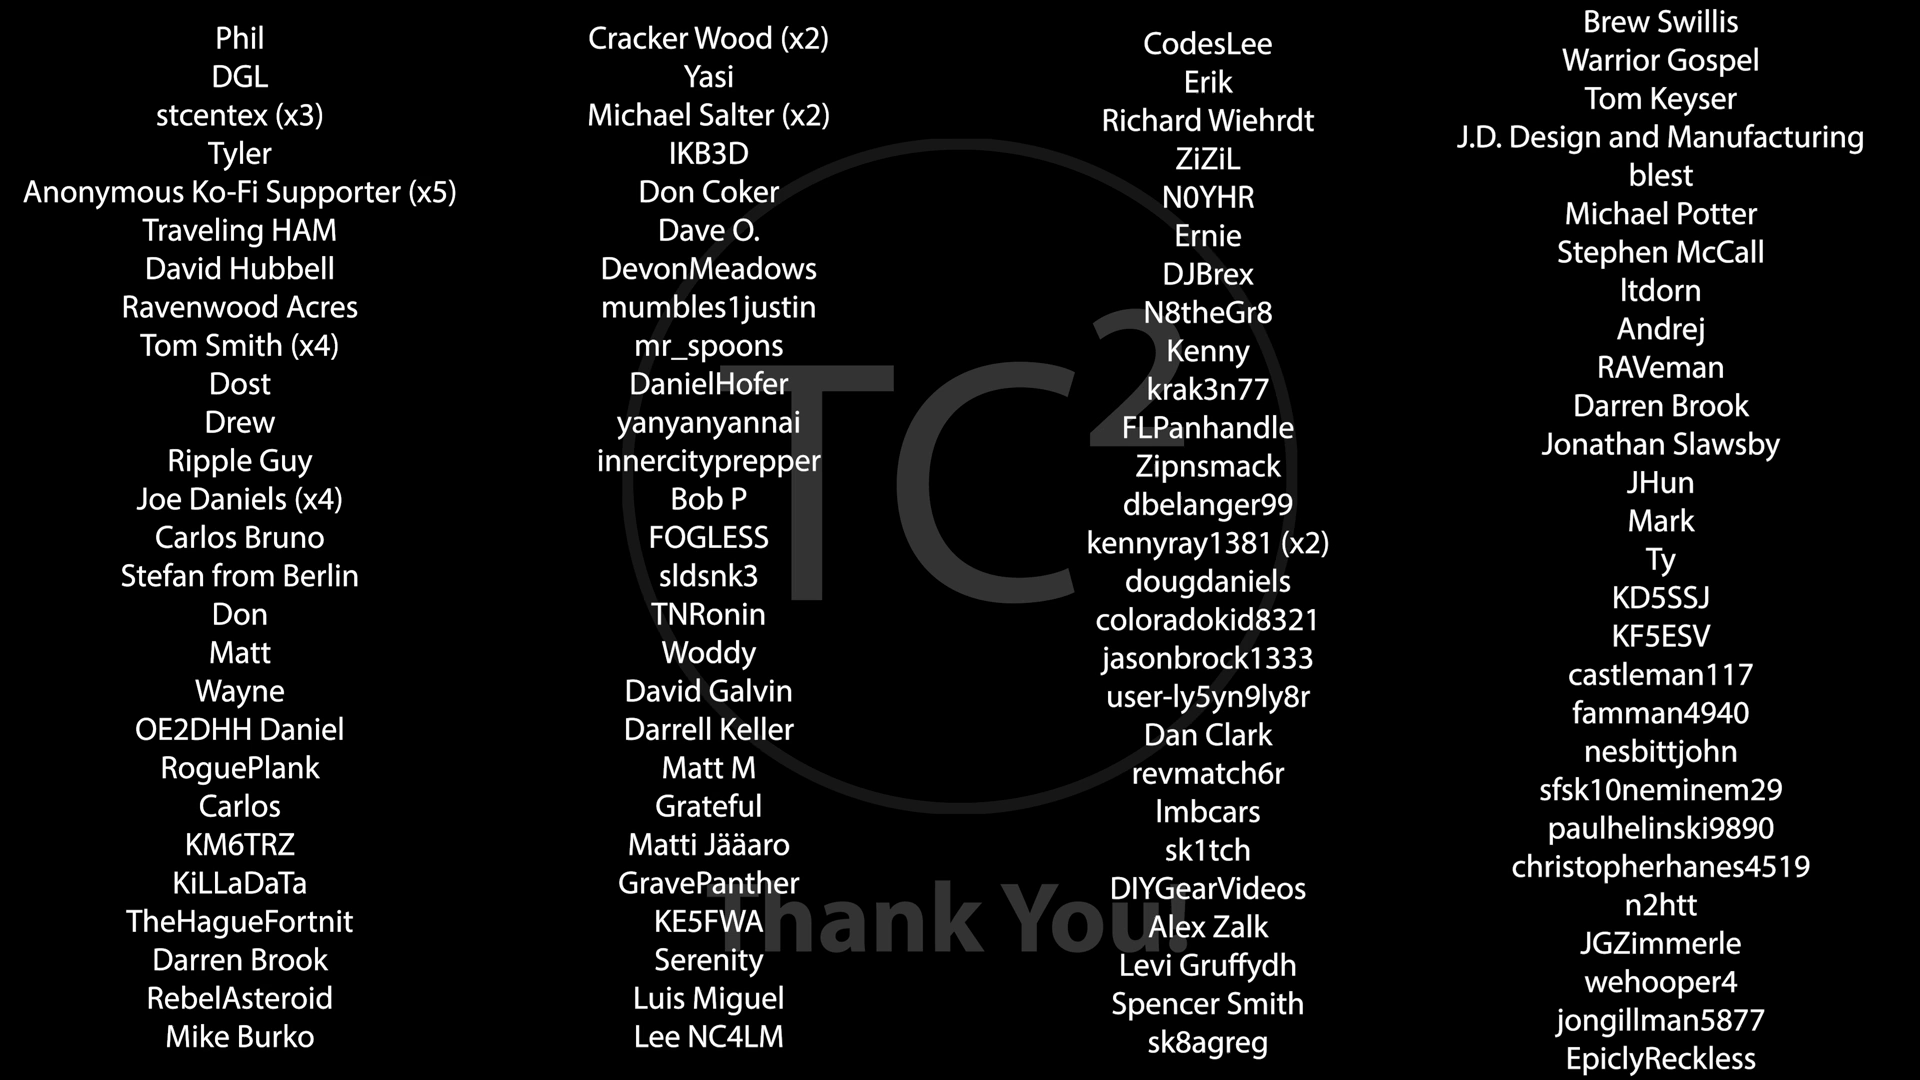 Phil
DGL
stcentex (x3)
Tyler
Anonymous Ko-Fi Supporter (x5)
Traveling HAM
David Hubbell
Ravenwood Acres
Tom Smith (x4)
Dost
Drew
Ripple Guy
Joe Daniels (x4)
Carlos Bruno
Stefan from Berlin
Don
Matt
Wayne
OE2DHH Daniel
RoguePlank
Carlos
KM6TRZ
KiLLaDaTa
TheHagueFortnit
Darren Brook
RebelAsteroid
Mike Burko
Cracker Wood (x2)
Yasi
Michael Salter (x2)
IKB3D
Don Coker
Dave O.
DevonMeadows
mumbles1justin
mr_spoons
DanielHofer
yanyanyannai
innercityprepper
Bob P
FOGLESS
sldsnk3
TNRonin
Woddy
David Galvin
Darrell Keller
Matt M
Grateful
Matti Jääaro
GravePanther
KE5FWA
Serenity
Luis Miguel
Lee NC4LM
CodesLee
Erik
Richard Wiehrdt
ZiZiL
N0YHR
Ernie
DJBrex
N8theGr8
Kenny
krak3n77
FLPanhandle
Zipnsmack
dbelanger99
kennyray1381 (x2)
dougdaniels
coloradokid8321
jasonbrock1333
user-ly5yn9ly8r
Dan Clark
revmatch6r
lmbcars
sk1tch
DIYGearVideos
Alex Zalk
Levi Gruffydh
Spencer Smith
sk8agreg
Brew Swillis
Warrior Gospel
Tom Keyser
J.D. Design and Manufacturing
blest
Michael Potter
Stephen McCall
ltdorn
Andrej
RAVeman
Darren Brook
Jonathan Slawsby
JHun
Mark
Ty
KD5SSJ
KF5ESV
castleman117
famman4940
nesbittjohn
sfsk10neminem29
paulhelinski9890
christopherhanes4519
n2htt
JGZimmerle
wehooper4
jongillman5877
EpiclyReckless
TC²
Thank You!